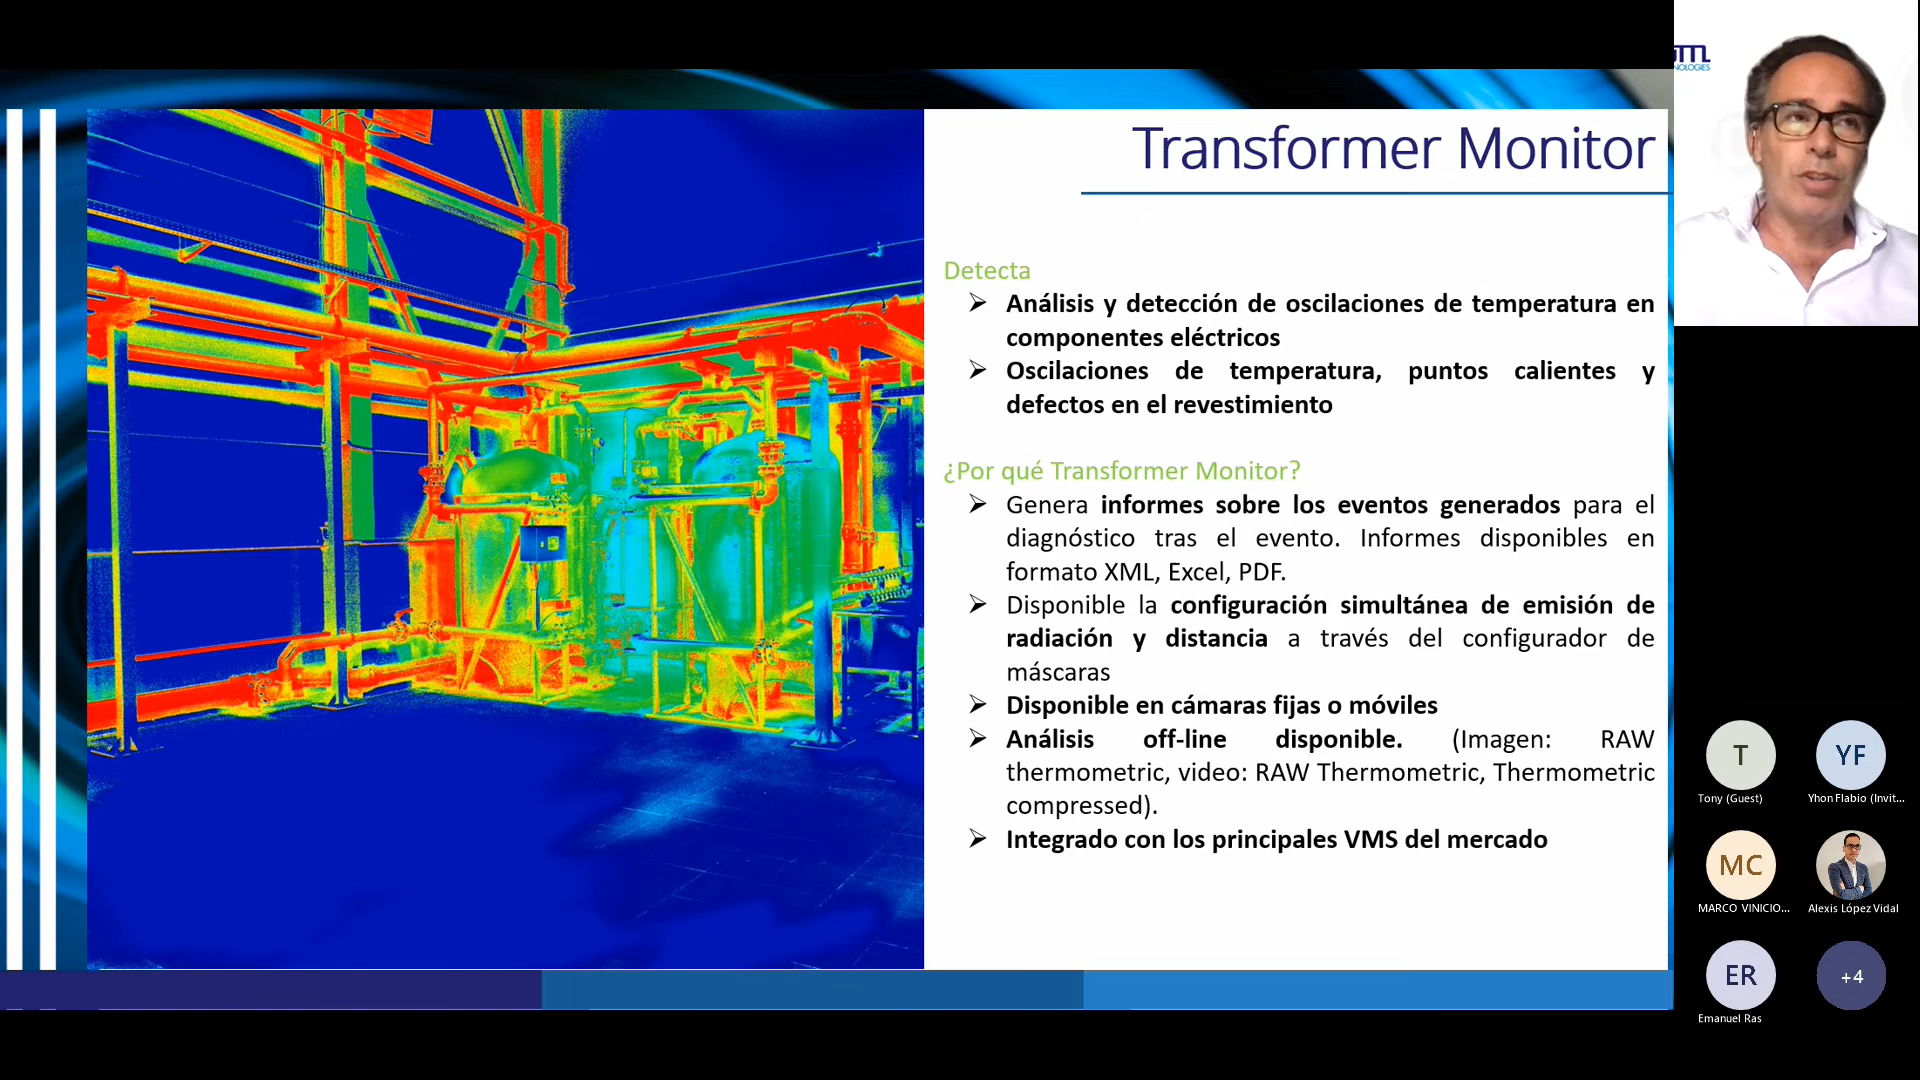 Transformer Monitor
Detecta
Análisis y detección de oscilaciones de temperatura en
componentes eléctricos
Oscilaciones de temperatura, puntos calientes y
defectos en el revestimiento
¿Por qué Transformer Monitor?
Genera informes sobre los eventos generados para el
diagnóstico tras el evento. Informes disponibles en
formato XML, Excel, PDF.
Disponible la configuración simultánea de emisión de
radiación y distancia a través del configurador de
máscaras
Disponible en cámaras fijas o móviles
Análisis off-line disponible. (Imagen: RAW
thermometric, video: RAW Thermometric, Thermometric
compressed).
Integrado con los principales VMS del mercado
T
Tony (Guest)
YF
Yhon Flabio (Invit...
MC
MARCO VINICIO...
Alexis López Vidal
ER
Emanuel Ras
+4